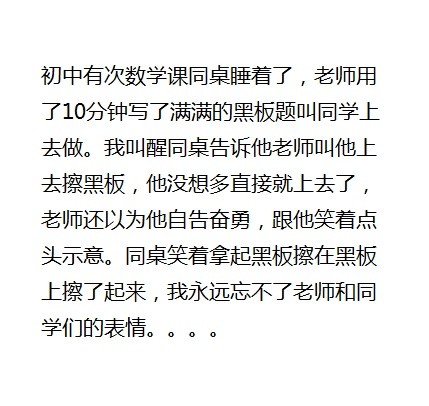 初中有次数学课同桌睡着了，老师用
了10分钟写了满满的黑板题叫同学上
去做。我叫醒同桌告诉他老师叫他上
去擦黑板，他没想多直接就上去了，
老师还以为他自告奋勇，跟他笑着点
头示意。同桌笑着拿起黑板擦在黑板
上擦了起来，我永远忘不了老师和同
学们的表情。。。。